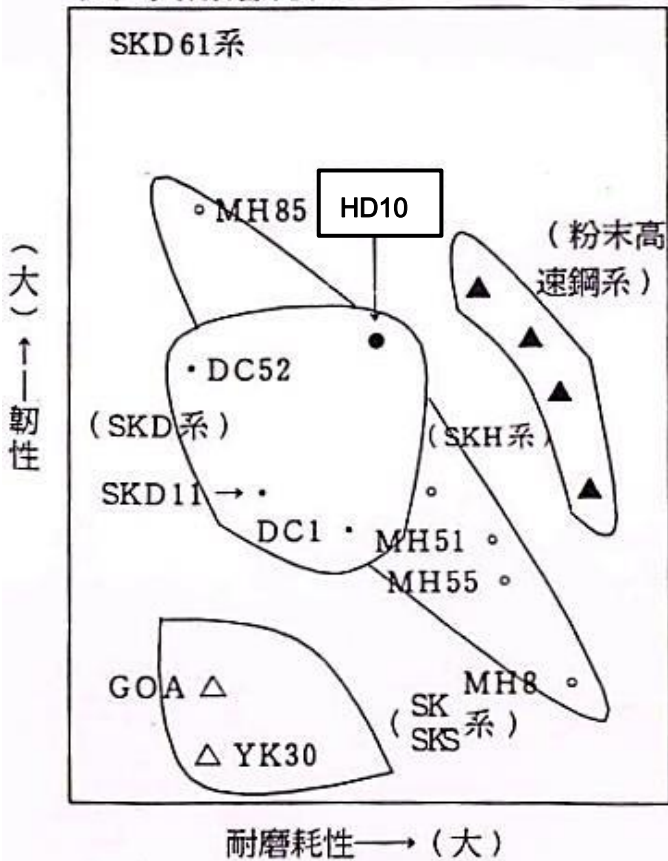 SKD61系
MH85
HD10
(粉末高
速鋼系)
DC52
(SKD系)
(SKH系)
SKD11→
DC1
MH51
MH55
GOA
MH8
(SK
SKS系)
YK30
(大)←韌性
耐磨耗性→(大)